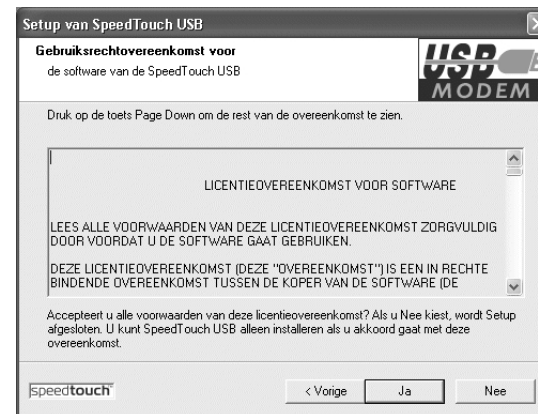 Setup van SpeedTouch USB
Gebruiksrechtovereenkomst voor
de software van de SpeedTouch USB
USB
MODEM
Druk op de toets Page Down om de rest van de overeenkomst te zien.
LICENTIEOVEREENKOMST VOOR SOFTWARE
LEES ALLE VOORWAARDEN VAN DEZE LICENTIEOVEREENKOMST ZORGVULDIG
DOOR VOORDAT U DE SOFTWARE GAAT GEBRUIKEN.
DEZE LICENTIEOVEREENKOMST (DEZE "OVEREENKOMST") IS EEN IN RECHTE
BINDENDE OVEREENKOMST TUSSEN DE KOPER VAN DE SOFTWARE (DE
Accepteert u alle voorwaarden van deze licentieovereenkomst? Als u Nee kiest, wordt Setup
afgesloten. U kunt SpeedTouch USB alleen installeren als u akkoord gaat met deze
overeenkomst.
speedtouch
< Vorige
Ja
Nee